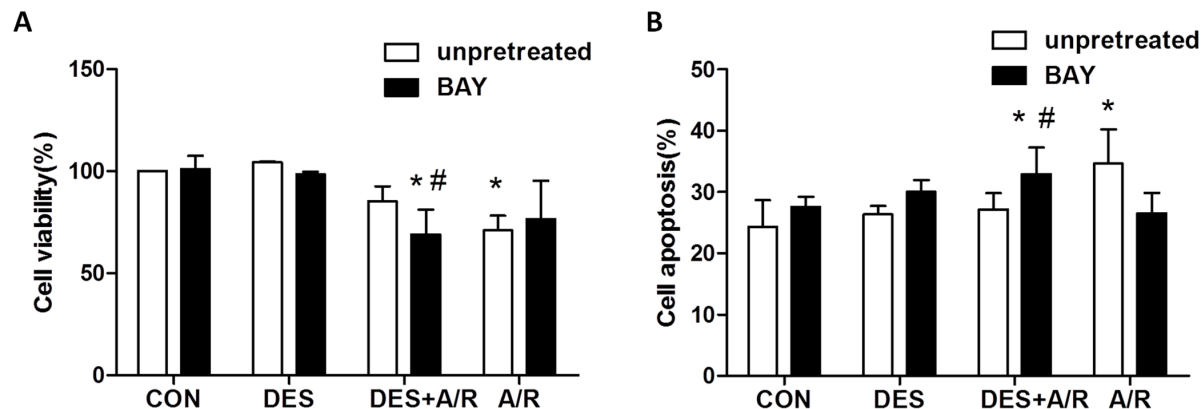 A
unpretreated
BAY
150
100
50
0
Cell viability(%)
* #
*
CON DES DES+A/R A/R
B
unpretreated
BAY
50
40
30
20
10
0
Cell apoptosis(%)
* #
*
CON DES DES+A/R A/R